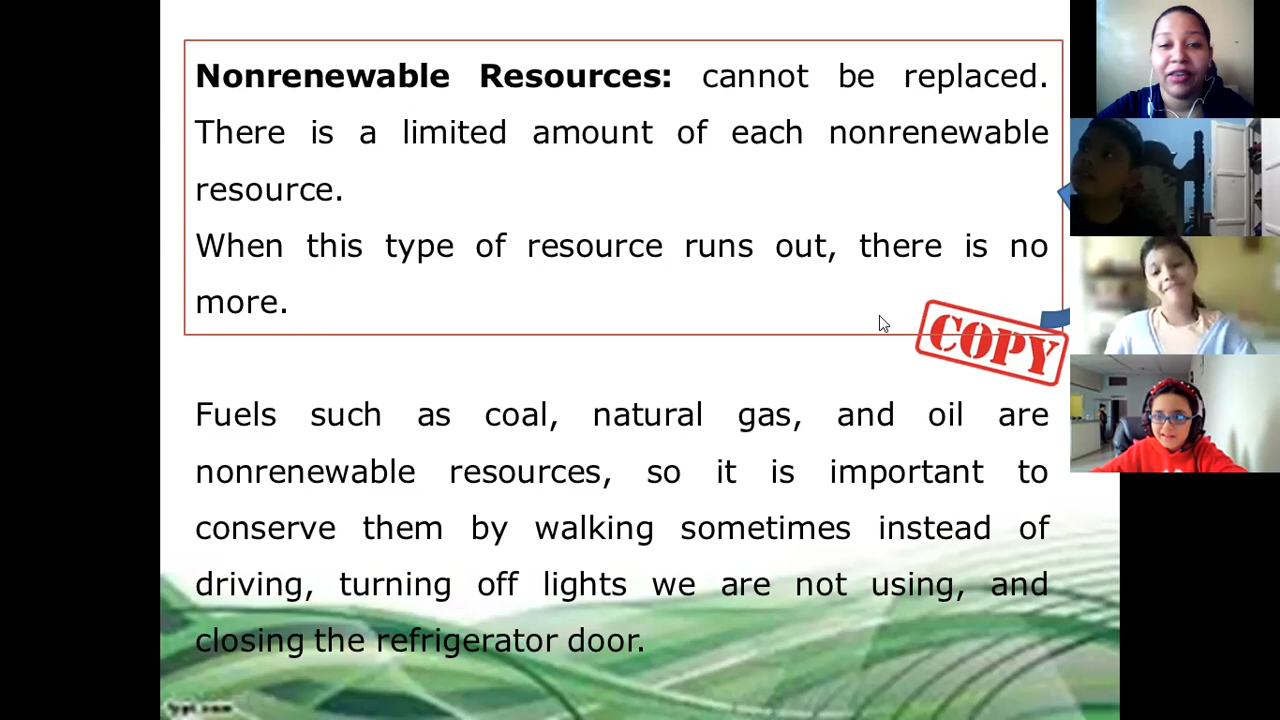 Nonrenewable Resources: cannot be replaced.
There is a limited amount of each nonrenewable
resource.
When this type of resource runs out, there is no
more.
COPY
Fuels such as coal, natural gas, and oil are
nonrenewable resources, so it is important to
conserve them by walking sometimes instead of
driving, turning off lights we are not using, and
closing the refrigerator door.